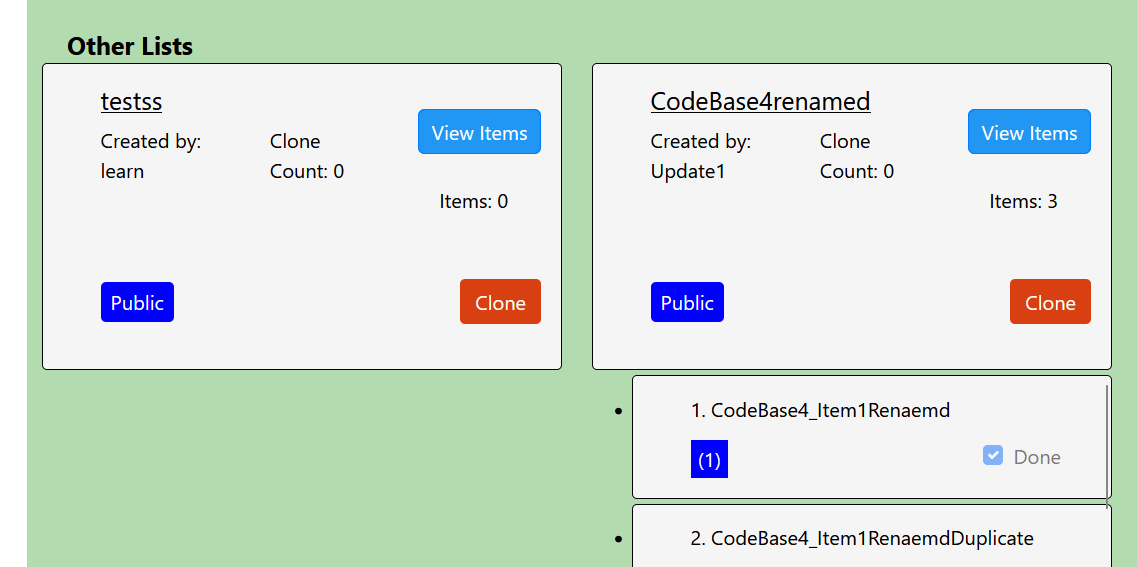 Other Lists
testss
View Items
Created by:
learn
Clone
Count: 0
Items: 0
Public
Clone
CodeBase4renamed
View Items
Created by:
Update1
Clone
Count: 0
Items: 3
Public
Clone
1. CodeBase4_Item1Renaemd
(1)
Done
2. CodeBase4_Item1RenaemdDuplicate